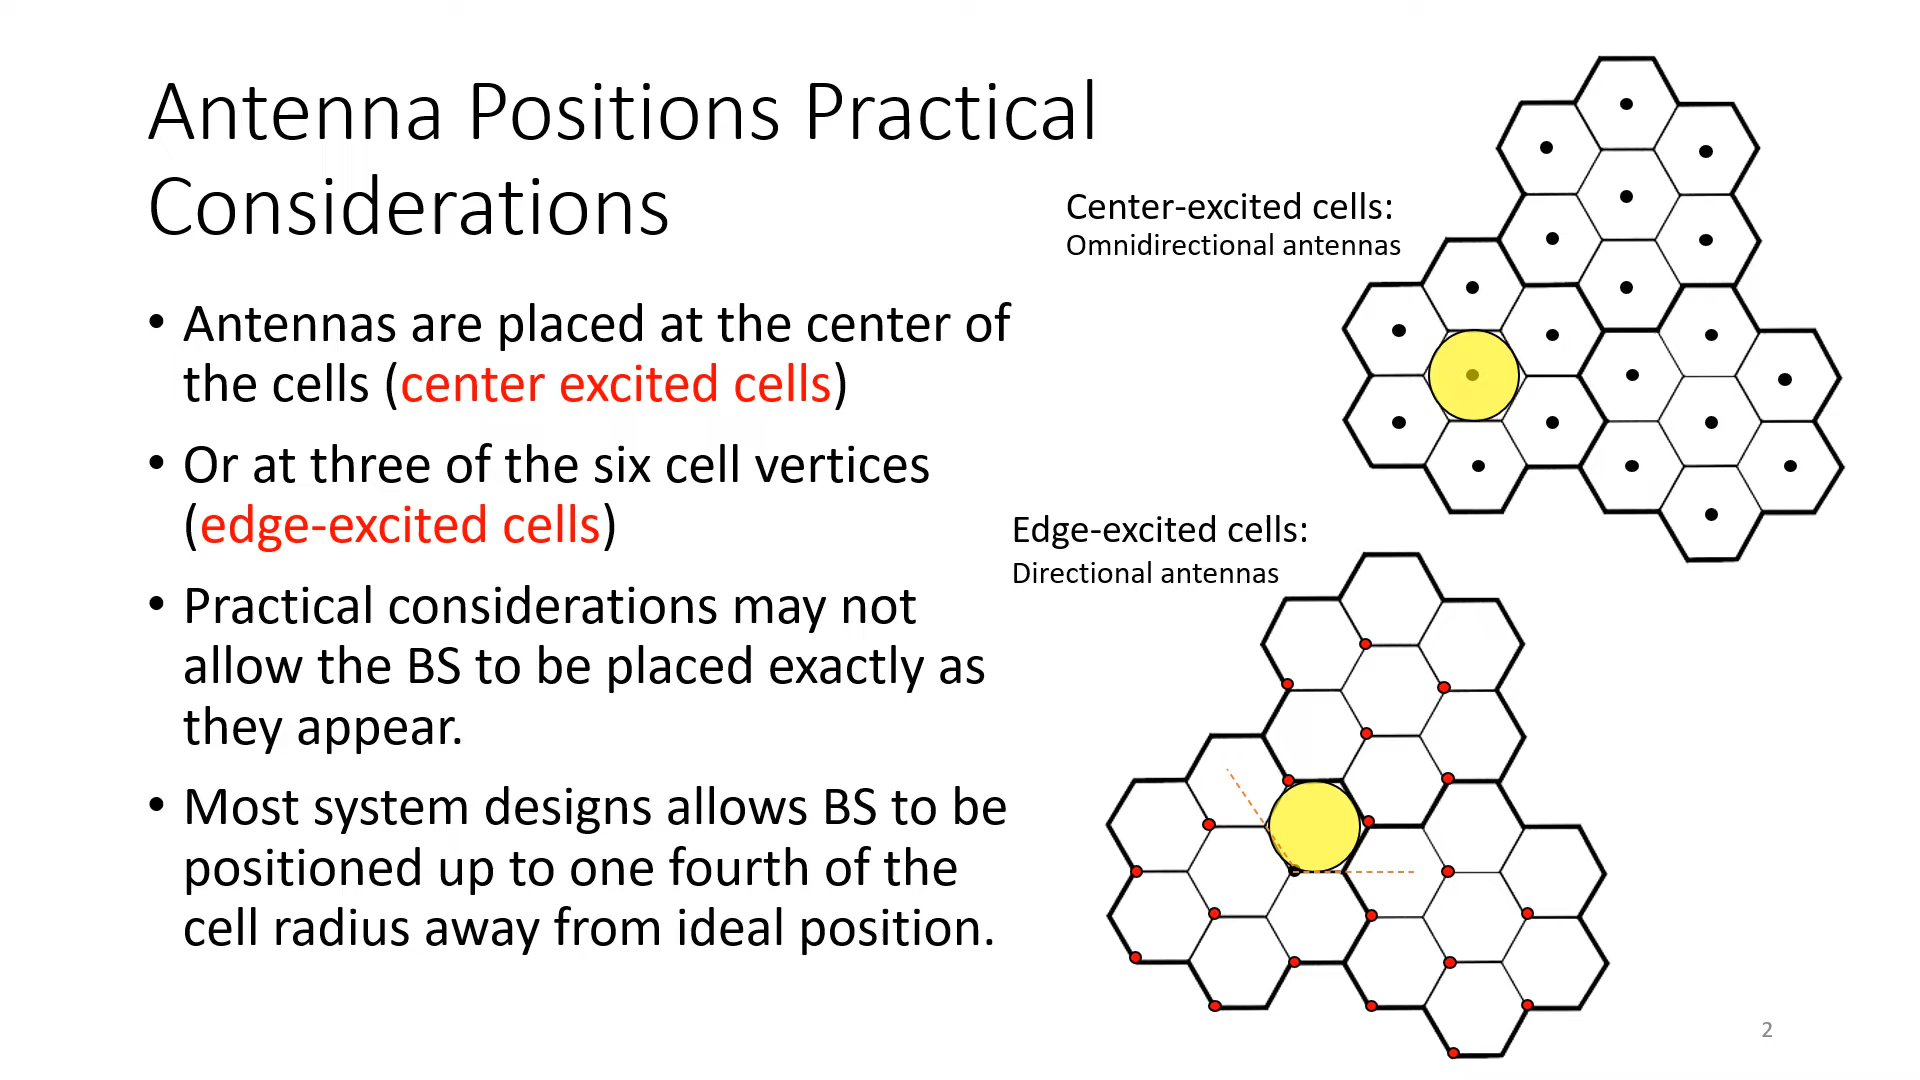 Antenna Positions Practical
Considerations
• Antennas are placed at the center of
the cells (center excited cells)
• Or at three of the six cell vertices
(edge-excited cells)
• Practical considerations may not
allow the BS to be placed exactly as
they appear.
• Most system designs allows BS to be
positioned up to one fourth of the
cell radius away from ideal position.
Center-excited cells:
Omnidirectional antennas
Edge-excited cells:
Directional antennas
2